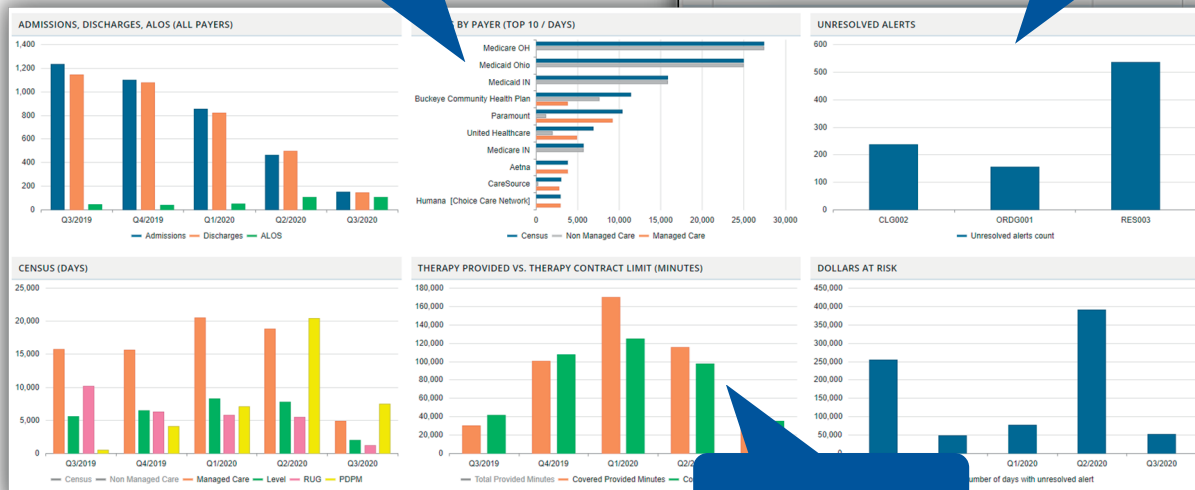 ADMISSIONS, DISCHARGES, ALOS (ALL PAYERS)
1,400
1,200
1,000
800
600
400
200
0
Q3/2019 Q4/2019 Q1/2020 Q2/2020 Q3/2020
Admissions Discharges ALOS
BY PAYER (TOP 10 / DAYS)
Medicare OH
Medicaid Ohio
Medicaid IN
Buckeye Community Health Plan
Paramount
United Healthcare
Medicare IN
Aetna
CareSource
Humana [Choice Care Network]
0 5,000 10,000 15,000 20,000 25,000 30,000
Census Non Managed Care Managed Care
UNRESOLVED ALERTS
600
500
400
300
200
100
0
CLG002 ORDG001 RES003
Unresolved alerts count
CENSUS (DAYS)
25,000
20,000
15,000
10,000
5,000
0
Q3/2019 Q4/2019 Q1/2020 Q2/2020 Q3/2020
Census Non Managed Care Managed Care Level RUG PDPM
THERAPY PROVIDED VS. THERAPY CONTRACT LIMIT (MINUTES)
180,000
160,000
140,000
120,000
100,000
80,000
60,000
40,000
20,000
0
Q3/2019 Q4/2019 Q1/2020
Total Provided Minutes Covered Provided Minutes
DOLLARS AT RISK
450,000
400,000
350,000
300,000
250,000
200,000
150,000
100,000
50,000
0
Q1/2020 Q2/2020 Q3/2020
umber of days with unresolved alert